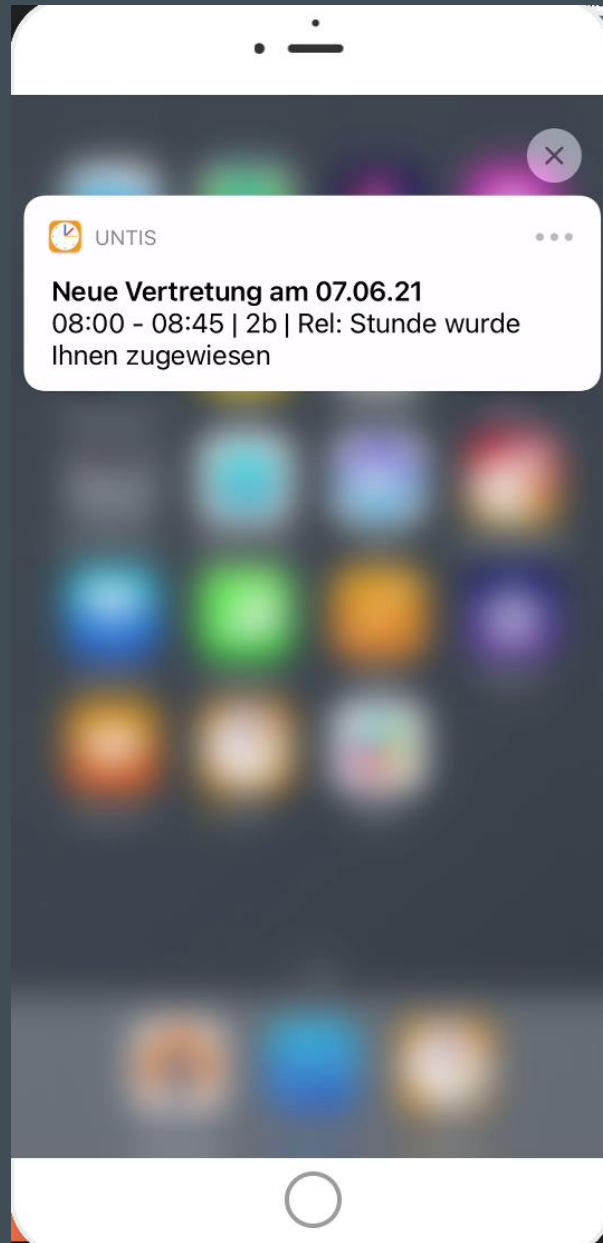 UNTIS
Neue Vertretung am 07.06.21
08:00 - 08:45 | 2b | Rel: Stunde wurde
Ihnen zugewiesen